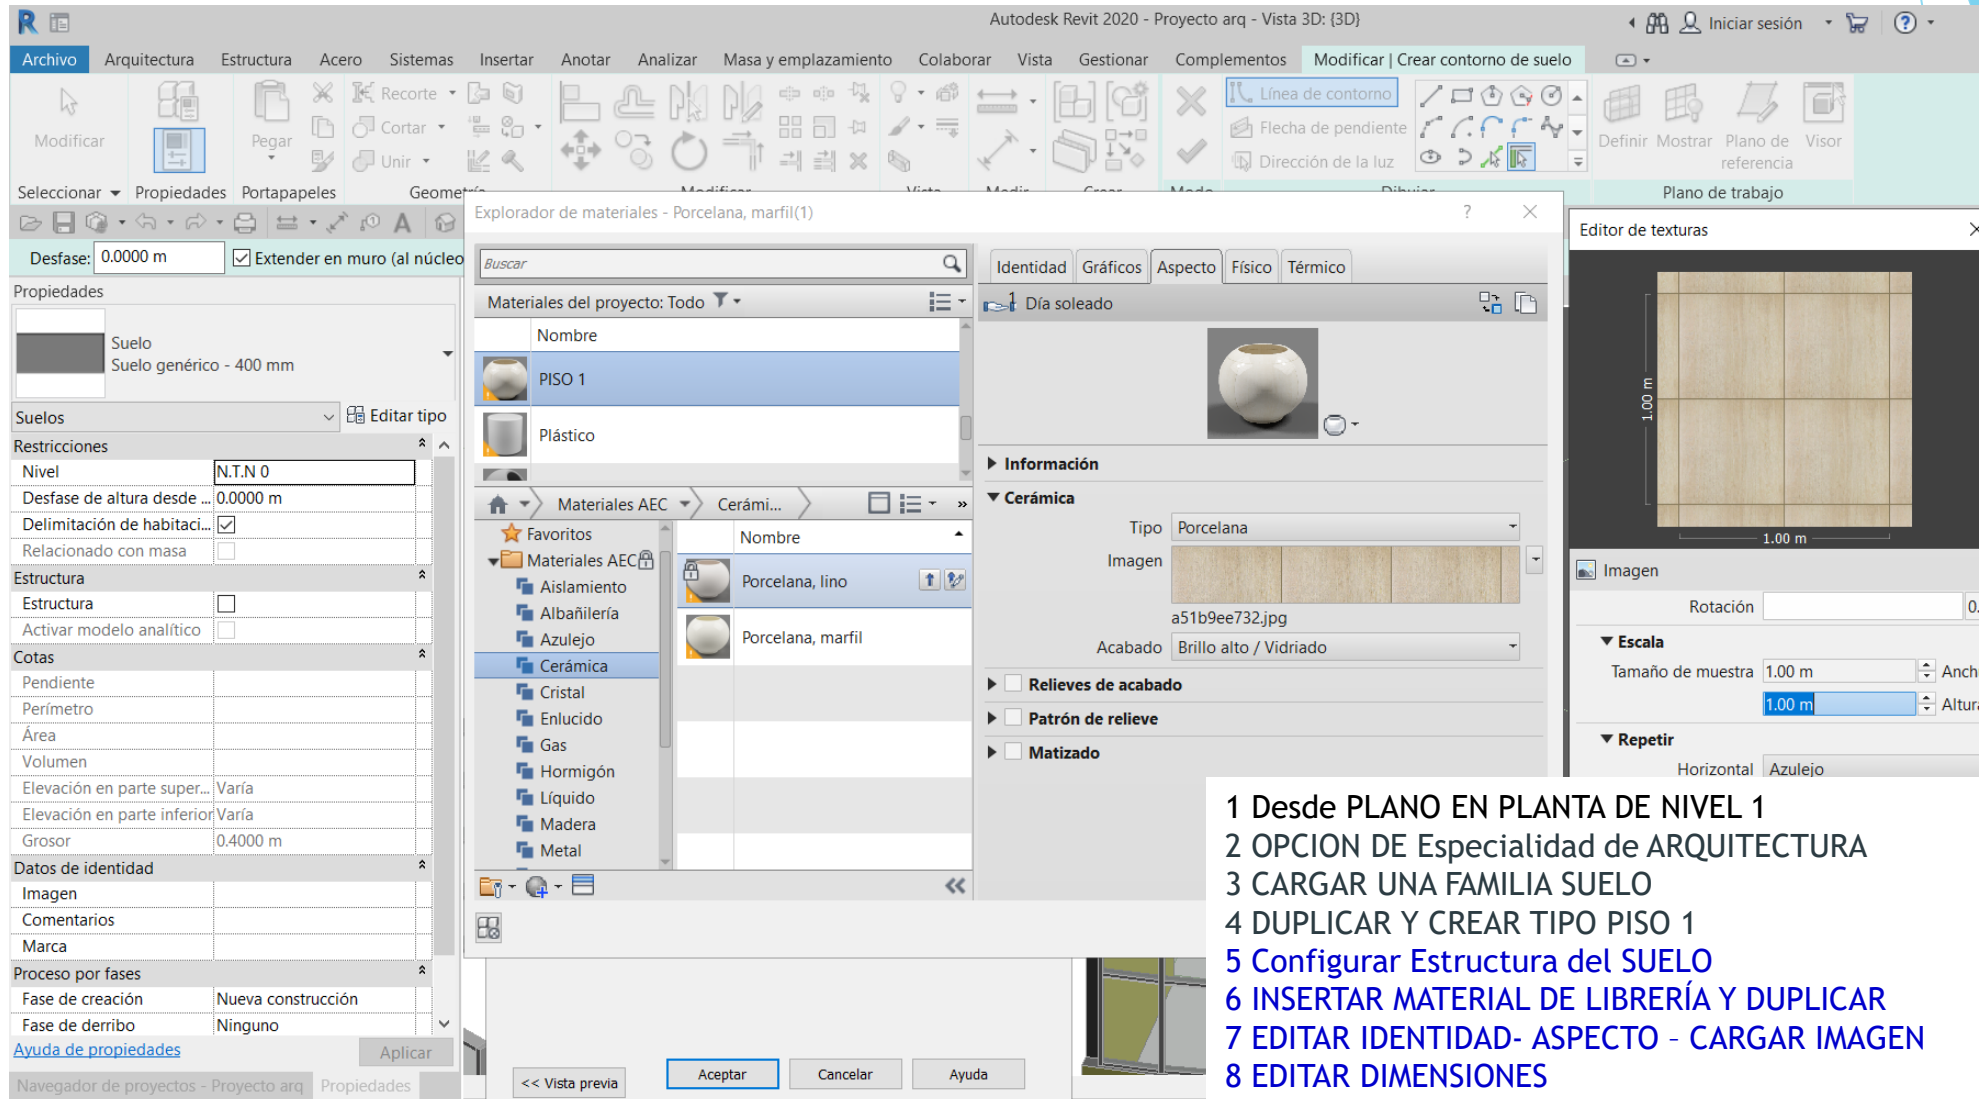 Autodesk Revit 2020 - Proyecto arq - Vista 3D: {3D}
Iniciar sesión
Archivo Arquitectura Estructura Acero Sistemas Insertar Anotar Analizar Masa y emplazamiento Colaborar Vista Gestionar Complementos Modificar | Crear contorno de suelo
Modificar
Pegar
Recorte
Cortar
Unir
Línea de contorno
Flecha de pendiente
Dirección de la luz
Definir Mostrar Plano de referencia Visor
Seleccionar Propiedades Portapapeles Geometría Modificar Vista Medir Crear Modo Dibujar Plano de trabajo
Desfase: 0.0000 m Extender en muro (al núcleo
Propiedades
Suelo
Suelo genérico - 400 mm
Suelos Editar tipo
Restricciones
Nivel N.T.N 0
Desfase de altura desde ... 0.0000 m
Delimitación de habitaci...
Relacionado con masa
Estructura
Estructura
Activar modelo analítico
Cotas
Pendiente
Perímetro
Área
Volumen
Elevación en parte super... Varía
Elevación en parte inferior Varía
Grosor 0.4000 m
Datos de identidad
Imagen
Comentarios
Marca
Proceso por fases
Fase de creación Nueva construcción
Fase de derribo Ninguno
Ayuda de propiedades Aplicar
Navegador de proyectos - Proyecto arq Propiedades
Explorador de materiales - Porcelana, marfil(1)
Buscar
Materiales del proyecto: Todo
Nombre
PISO 1
Plástico
Materiales AEC Cerámi...
Favoritos
Materiales AEC
Aislamiento
Albañilería
Azulejo
Cerámica
Cristal
Enlucido
Gas
Hormigón
Líquido
Madera
Metal
Nombre
Porcelana, lino
Porcelana, marfil
Identidad Gráficos Aspecto Físico Térmico
1 Día soleado
Información
Cerámica
Tipo Porcelana
Imagen
a51b9ee732.jpg
Acabado Brillo alto / Vidriado
Relieves de acabado
Patrón de relieve
Matizado
<< Vista previa Aceptar Cancelar Ayuda
Editor de texturas
1.00 m
1.00 m
Imagen
Rotación 0.
Escala
Tamaño de muestra 1.00 m Anch
1.00 m Altura
Repetir
Horizontal Azulejo
1 Desde PLANO EN PLANTA DE NIVEL 1
2 OPCION DE Especialidad de ARQUITECTURA
3 CARGAR UNA FAMILIA SUELO
4 DUPLICAR Y CREAR TIPO PISO 1
5 Configurar Estructura del SUELO
6 INSERTAR MATERIAL DE LIBRERÍA Y DUPLICAR
7 EDITAR IDENTIDAD- ASPECTO – CARGAR IMAGEN
8 EDITAR DIMENSIONES